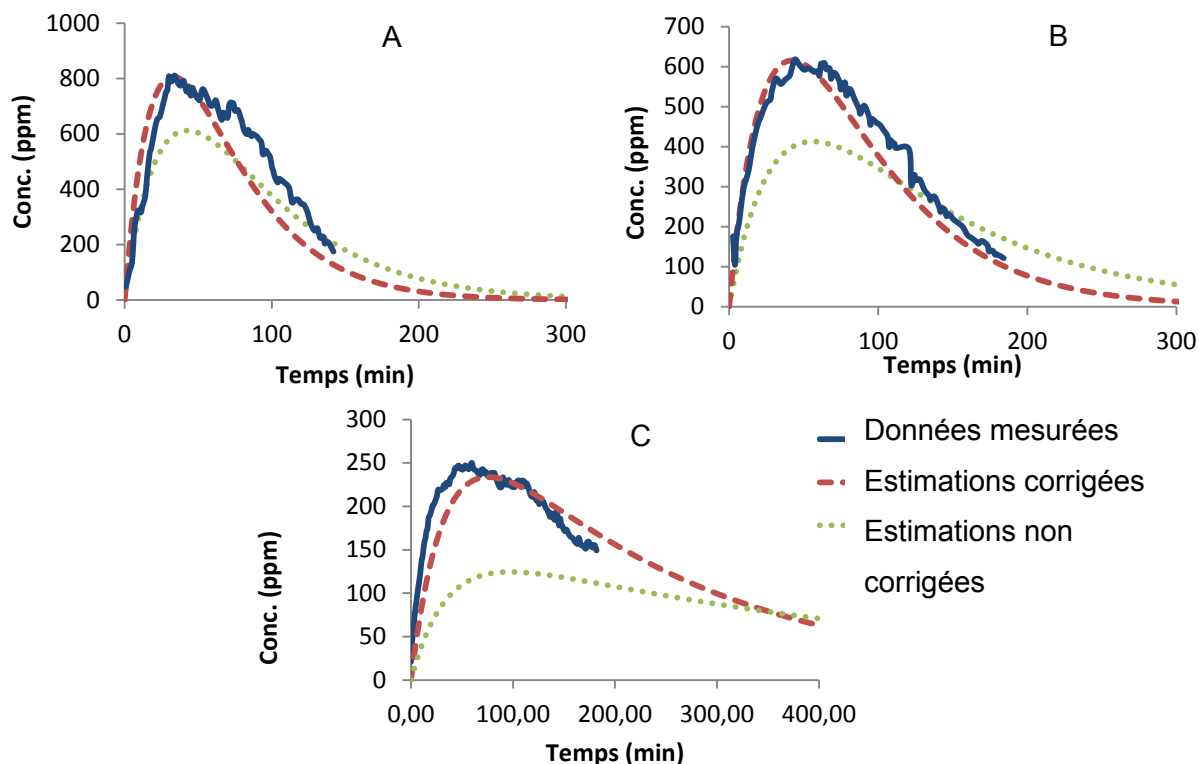 A
Conc. (ppm)
1000
800
600
400
200
0
0 100 200 300
Temps (min)
B
Conc. (ppm)
700
600
500
400
300
200
100
0
0 100 200 300
Temps (min)
C
Conc. (ppm)
300
250
200
150
100
50
0
0,00 100,00 200,00 300,00 400,00
Temps (min)
Données mesurées
Estimations corrigées
Estimations non
corrigées